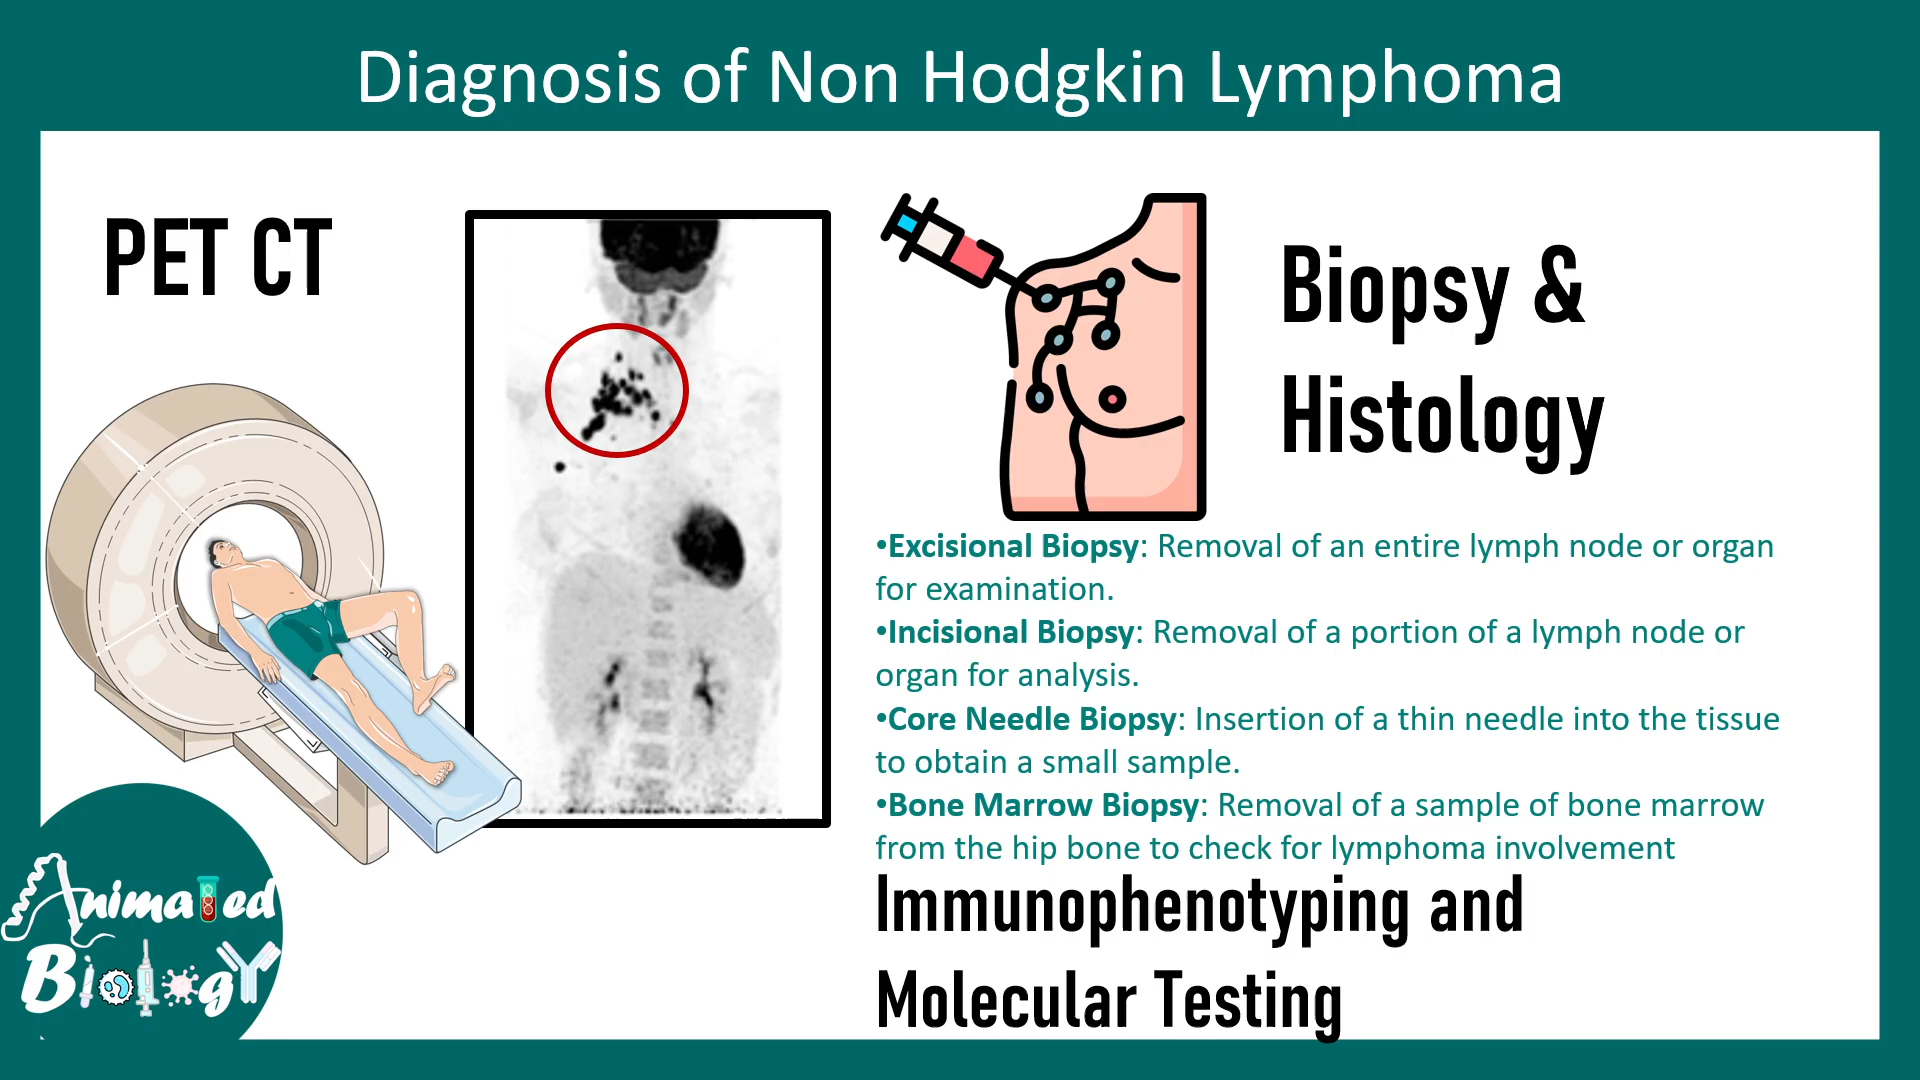 Diagnosis of Non Hodgkin Lymphoma
PET CT
Biopsy &
Histology
•Excisional Biopsy: Removal of an entire lymph node or organ
for examination.
•Incisional Biopsy: Removal of a portion of a lymph node or
organ for analysis.
•Core Needle Biopsy: Insertion of a thin needle into the tissue
to obtain a small sample.
•Bone Marrow Biopsy: Removal of a sample of bone marrow
from the hip bone to check for lymphoma involvement
Immunophenotyping and
Molecular Testing
Animated
Biology